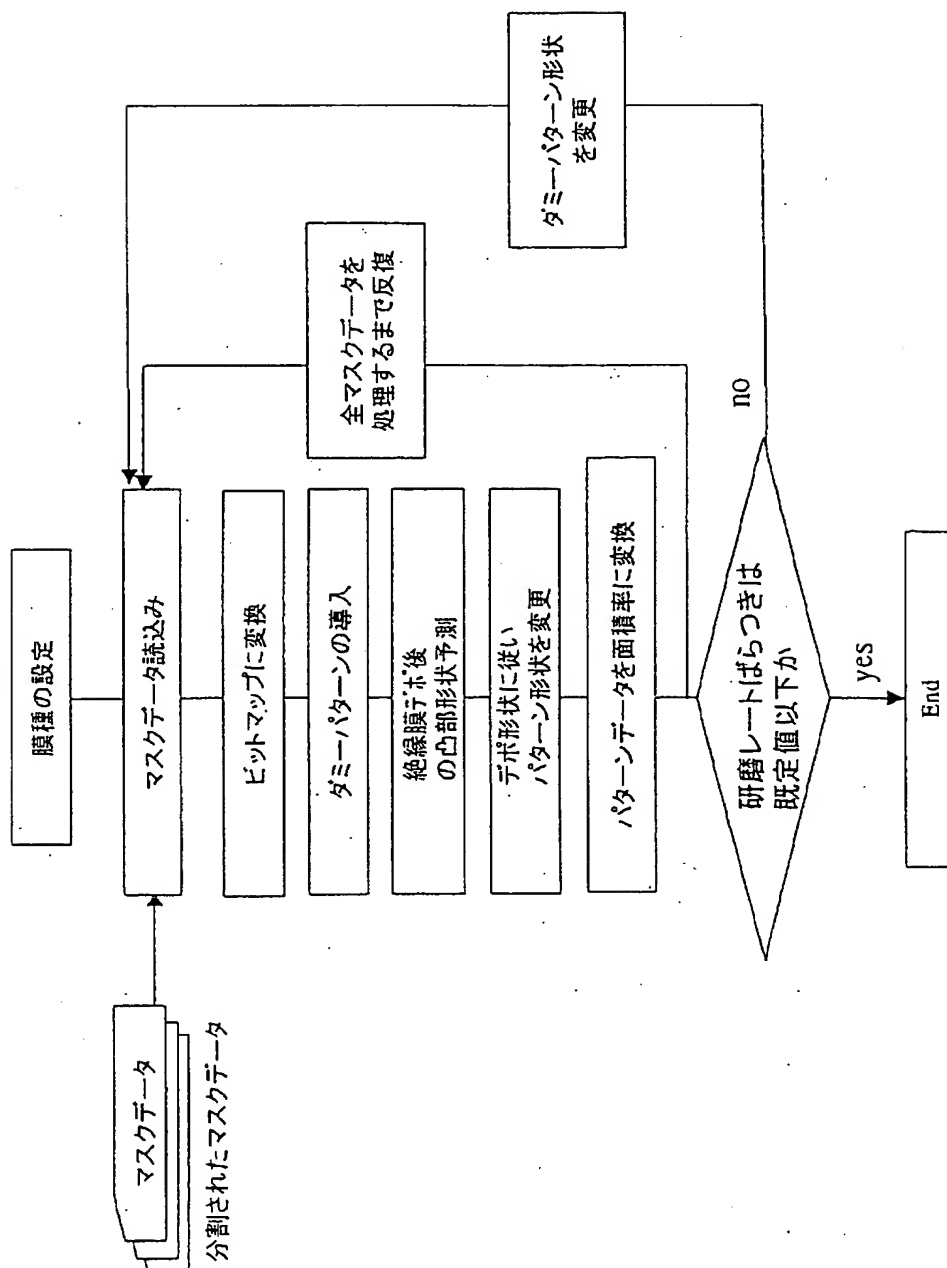 膜種の設定
マスクデータ
分割されたマスクデータ
マスクデータ読込み
ビットマップに変換
ダミーパターンの導入
絶縁膜デポ後
の凸部形状予測
デポ形状に従い
パターン形状を変更
パターンデータを面積率に変換
全マスクデータを
処理するまで反復
ダミーパターン形状
を変更
研磨レートばらつきは
既定値以下か
no
yes
End